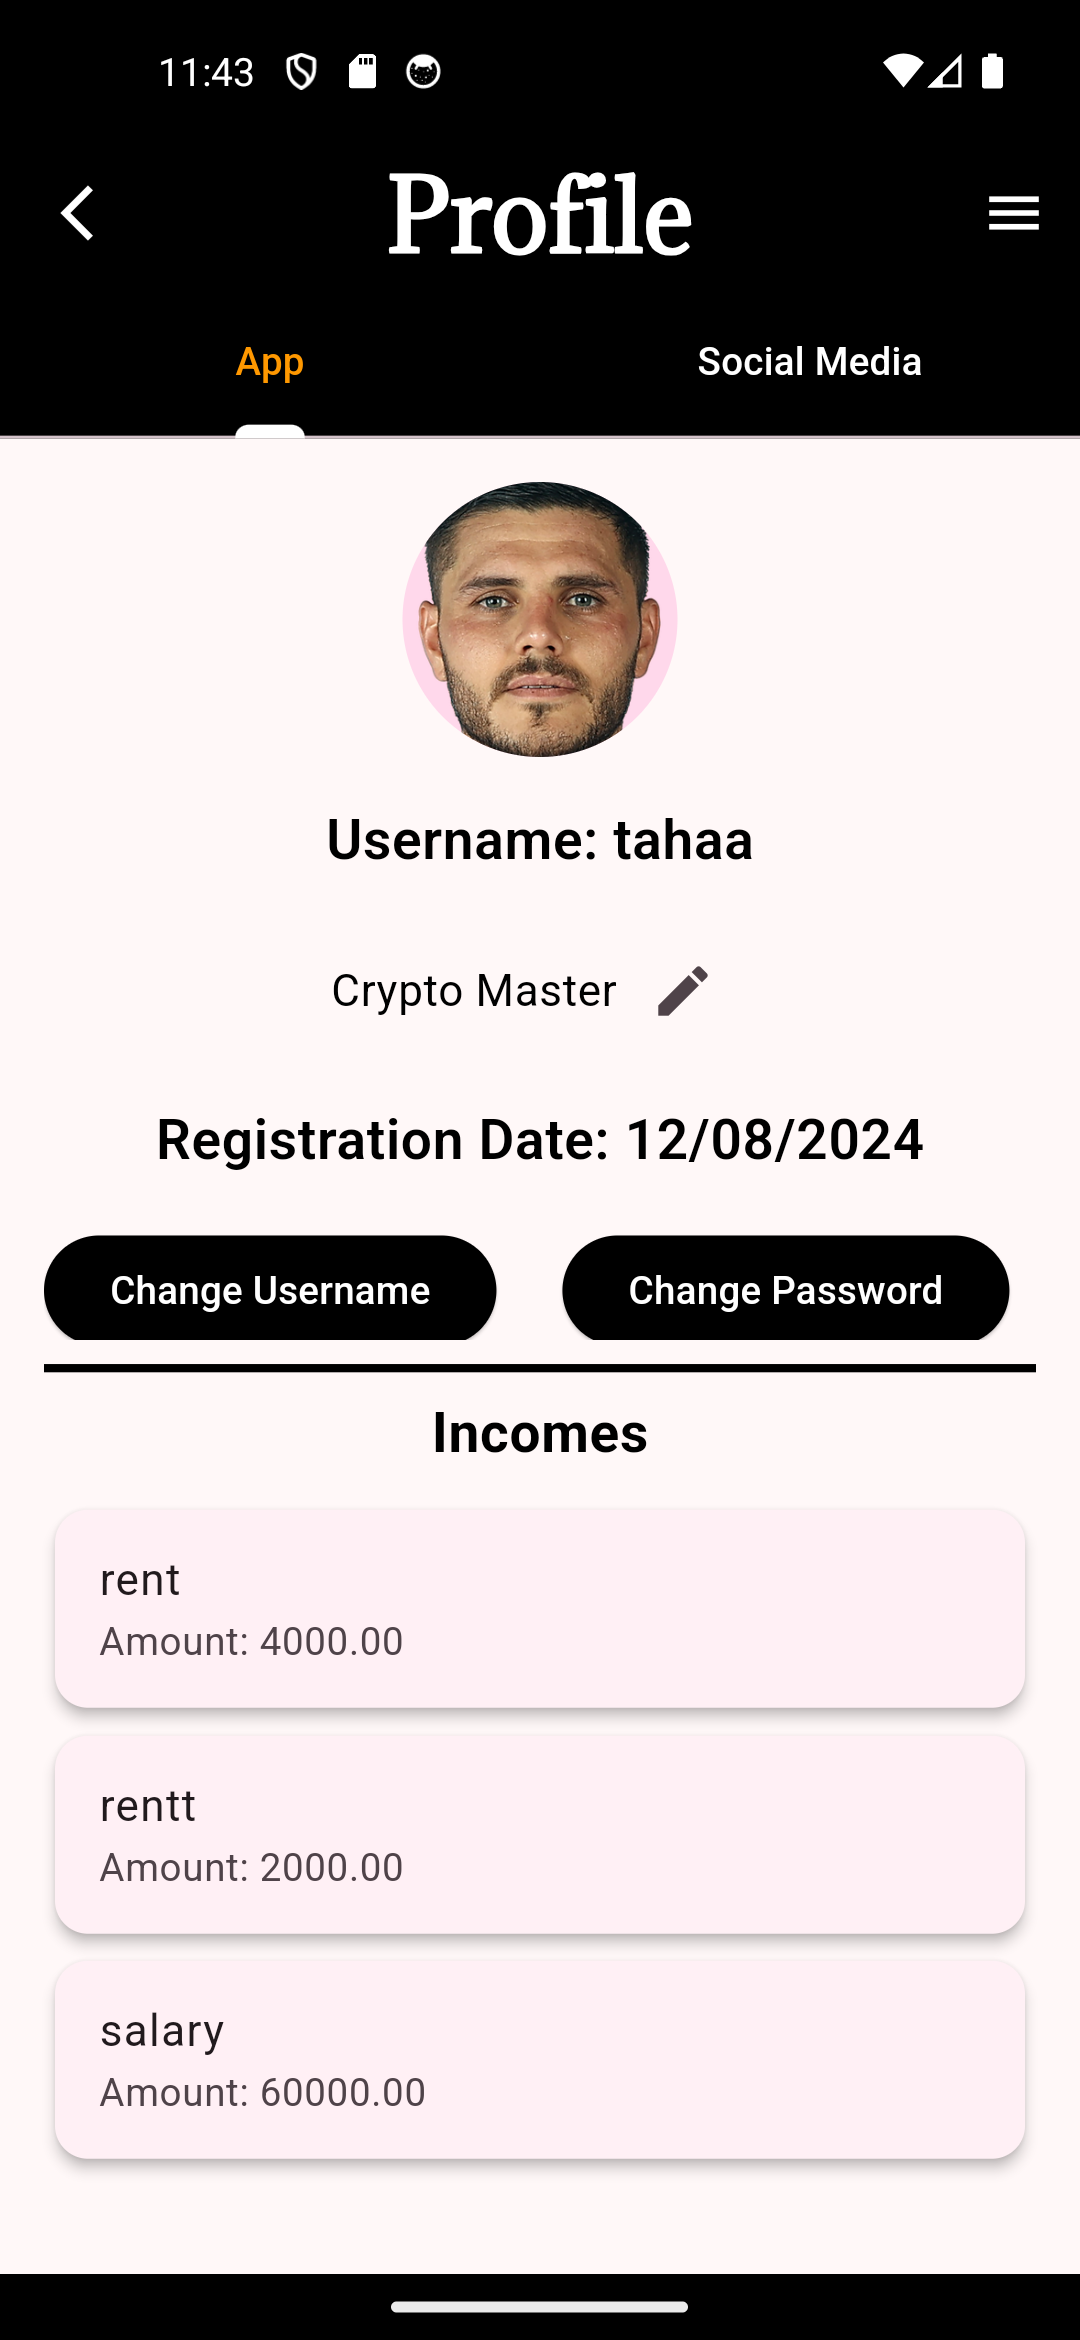 11:43
Profile
App
Social Media
Username: tahaa
Crypto Master
Registration Date: 12/08/2024
Change Username
Change Password
Incomes
rent
Amount: 4000.00
rentt
Amount: 2000.00
salary
Amount: 60000.00